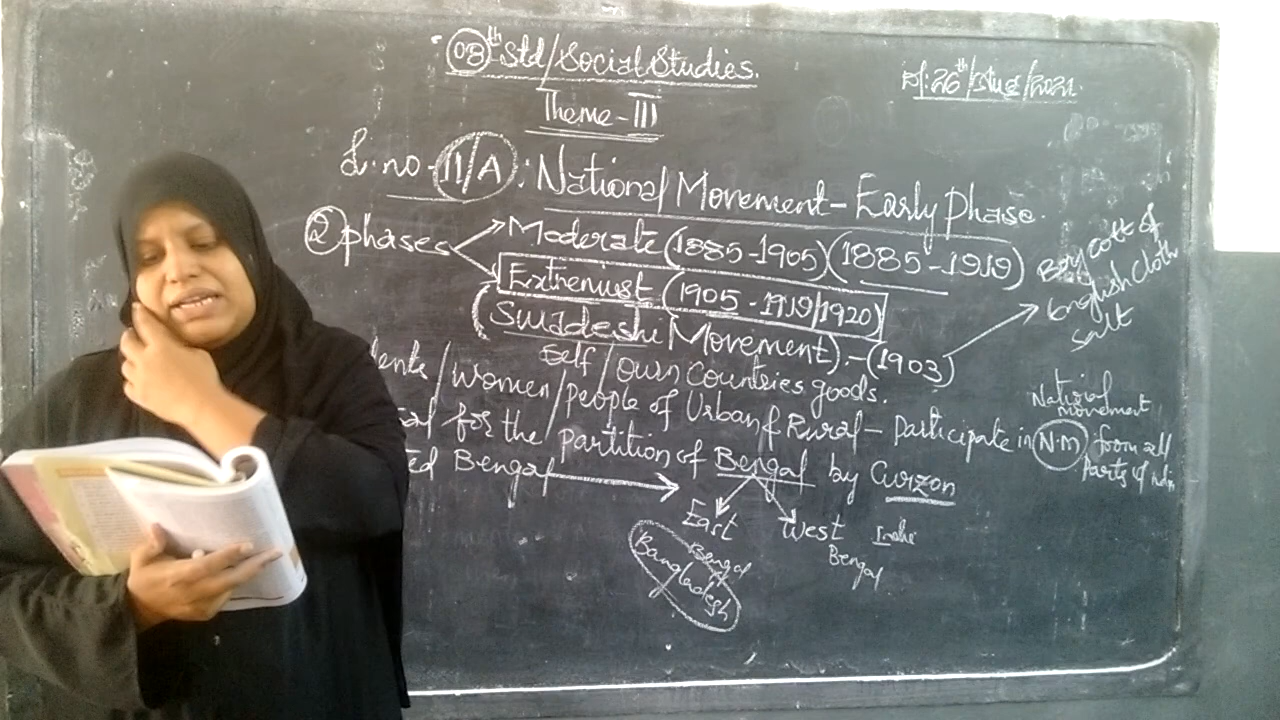 08th Std/Social Studies.
Dt: 26th/Aug/2021.
Theme - III
L.no - 11/A : National Movement - Early Phase.
2 phases
Moderate (1885-1905) (1885-1919)
Extremist (1905-1919/1920)
(Swadeshi Movement). - (1903)
Boycott of
English Cloth
Salt
Self / Own Countries goods.
dents / Women / people of Urban & Rural - participate in N.M from all
National
movement
Parts of India
for the partition of Bengal by Curzon
ted Bengal
East
Bengal
Bangladesh
West
Bengal
India